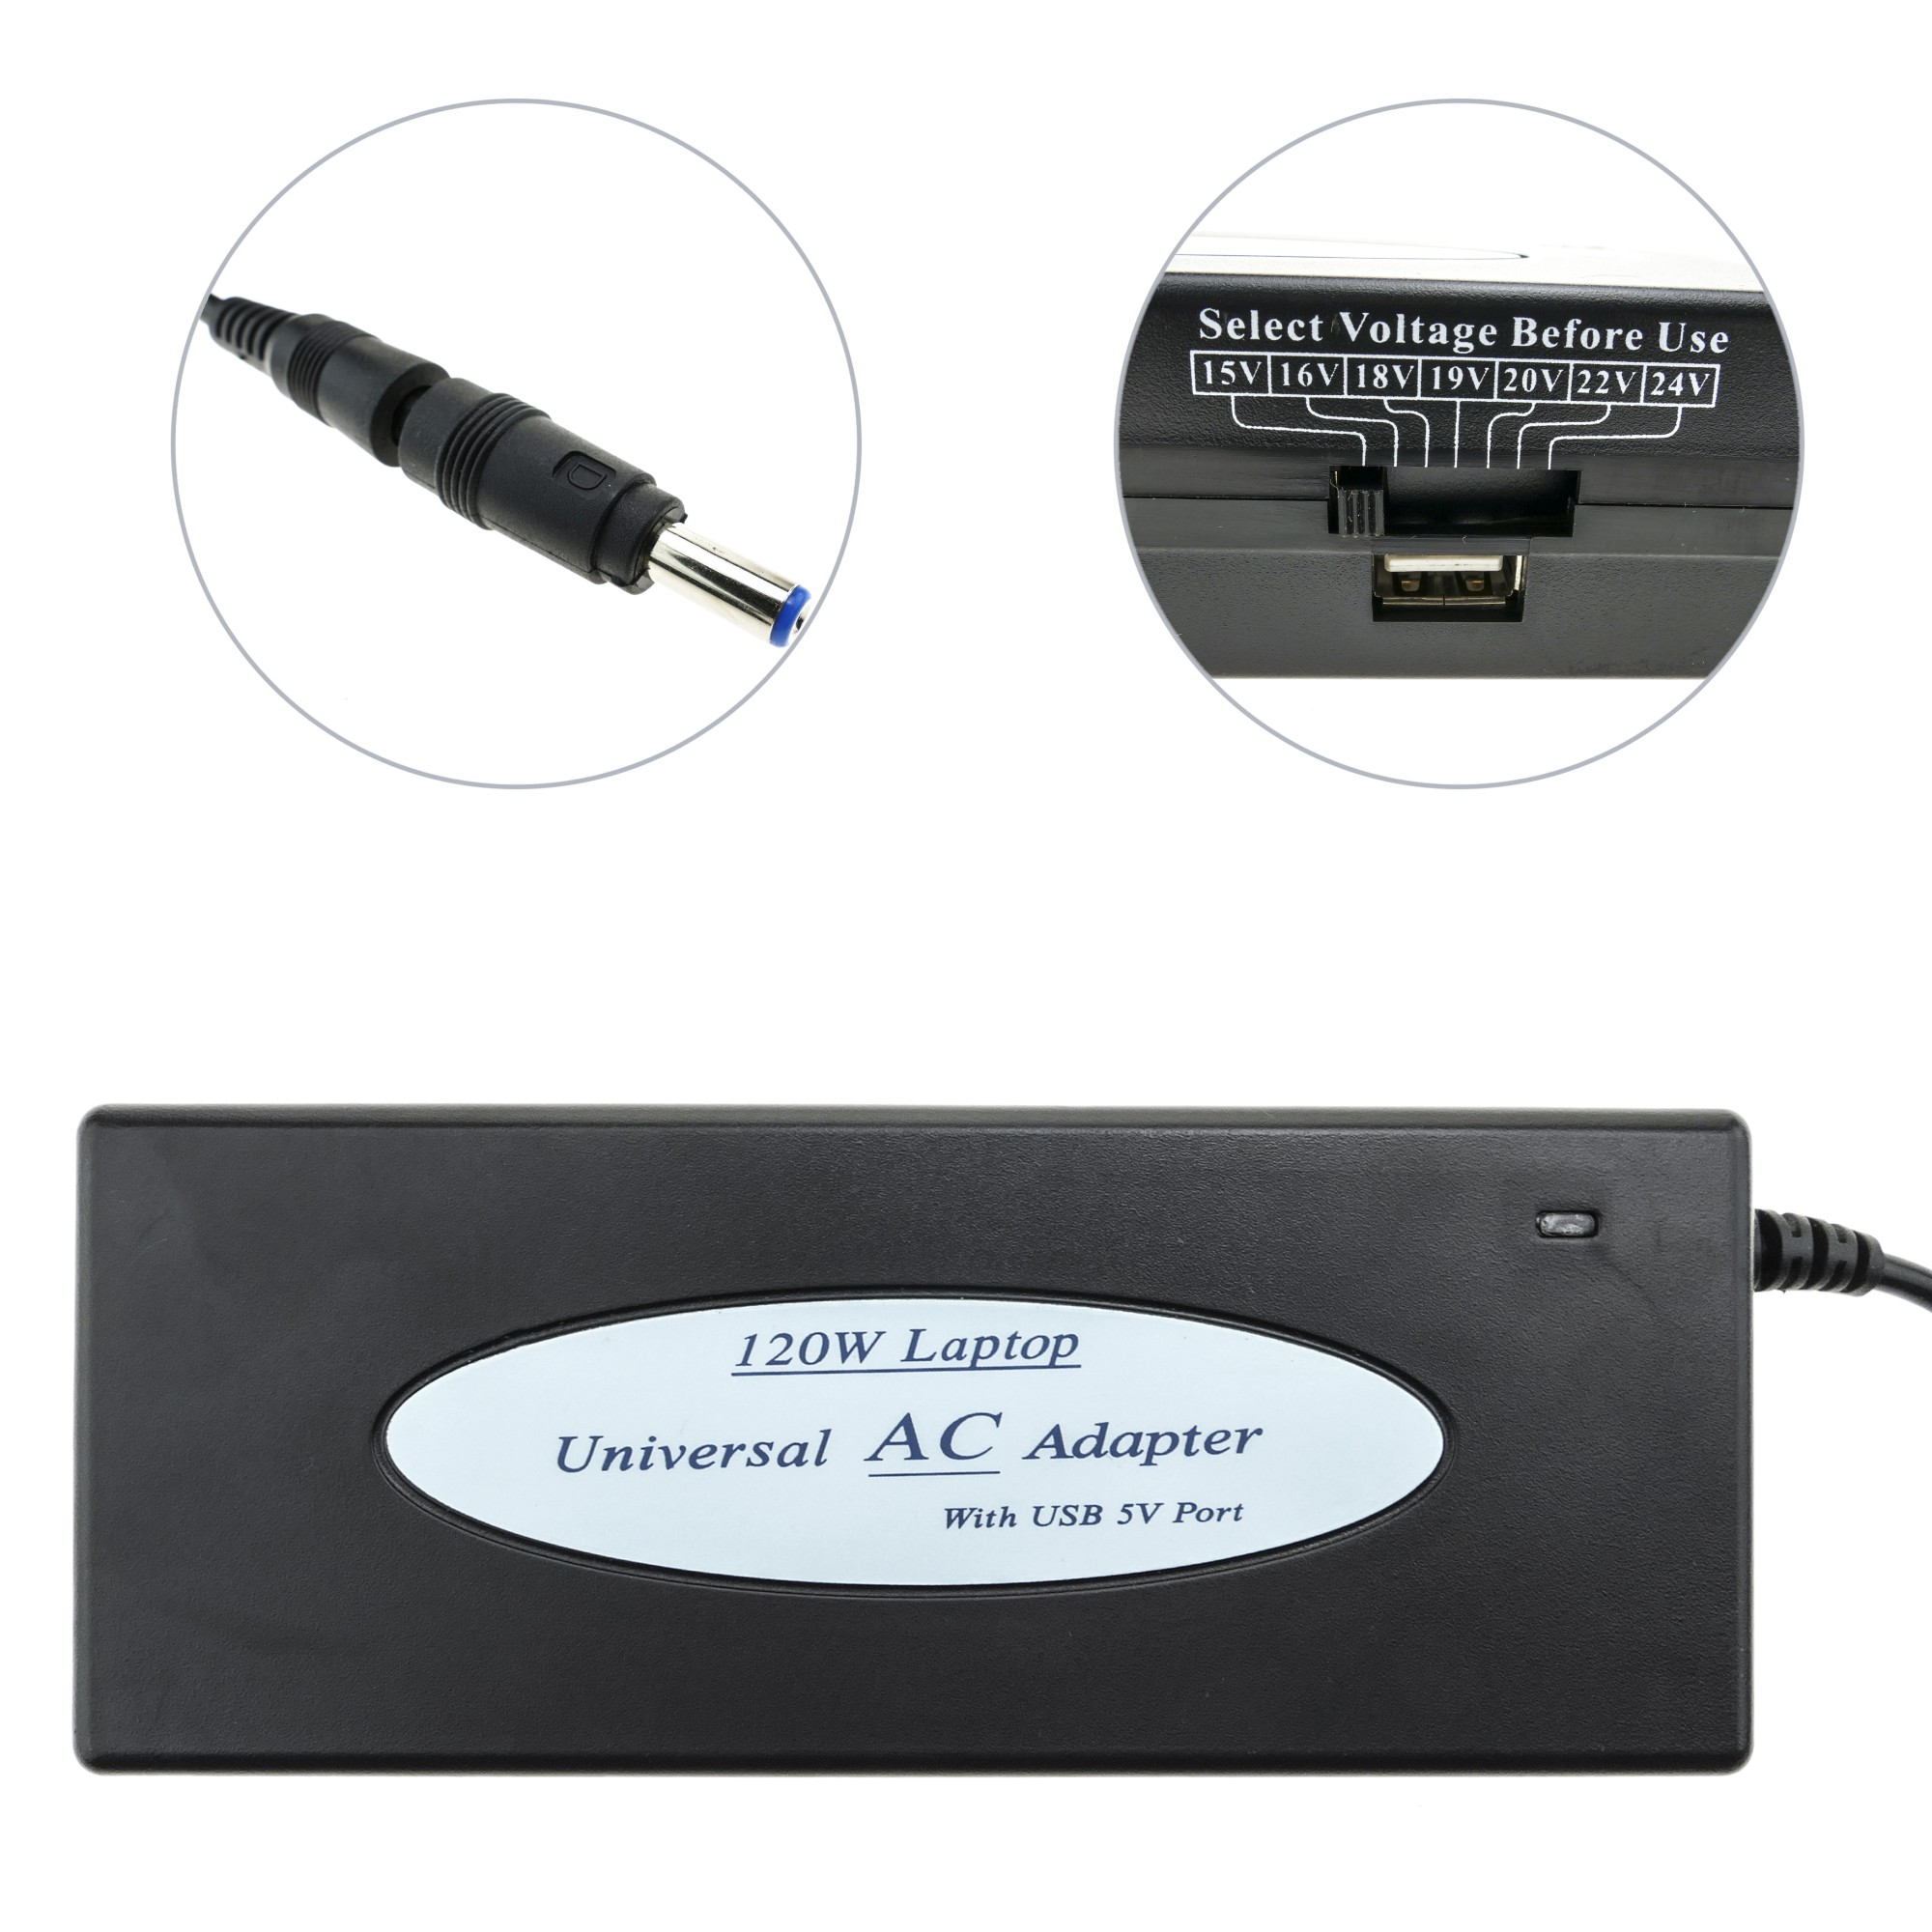 D
Select Voltage Before Use
15V 16V 18V 19V 20V 22V 24V
120W Laptop
Universal AC Adapter
With USB 5V Port